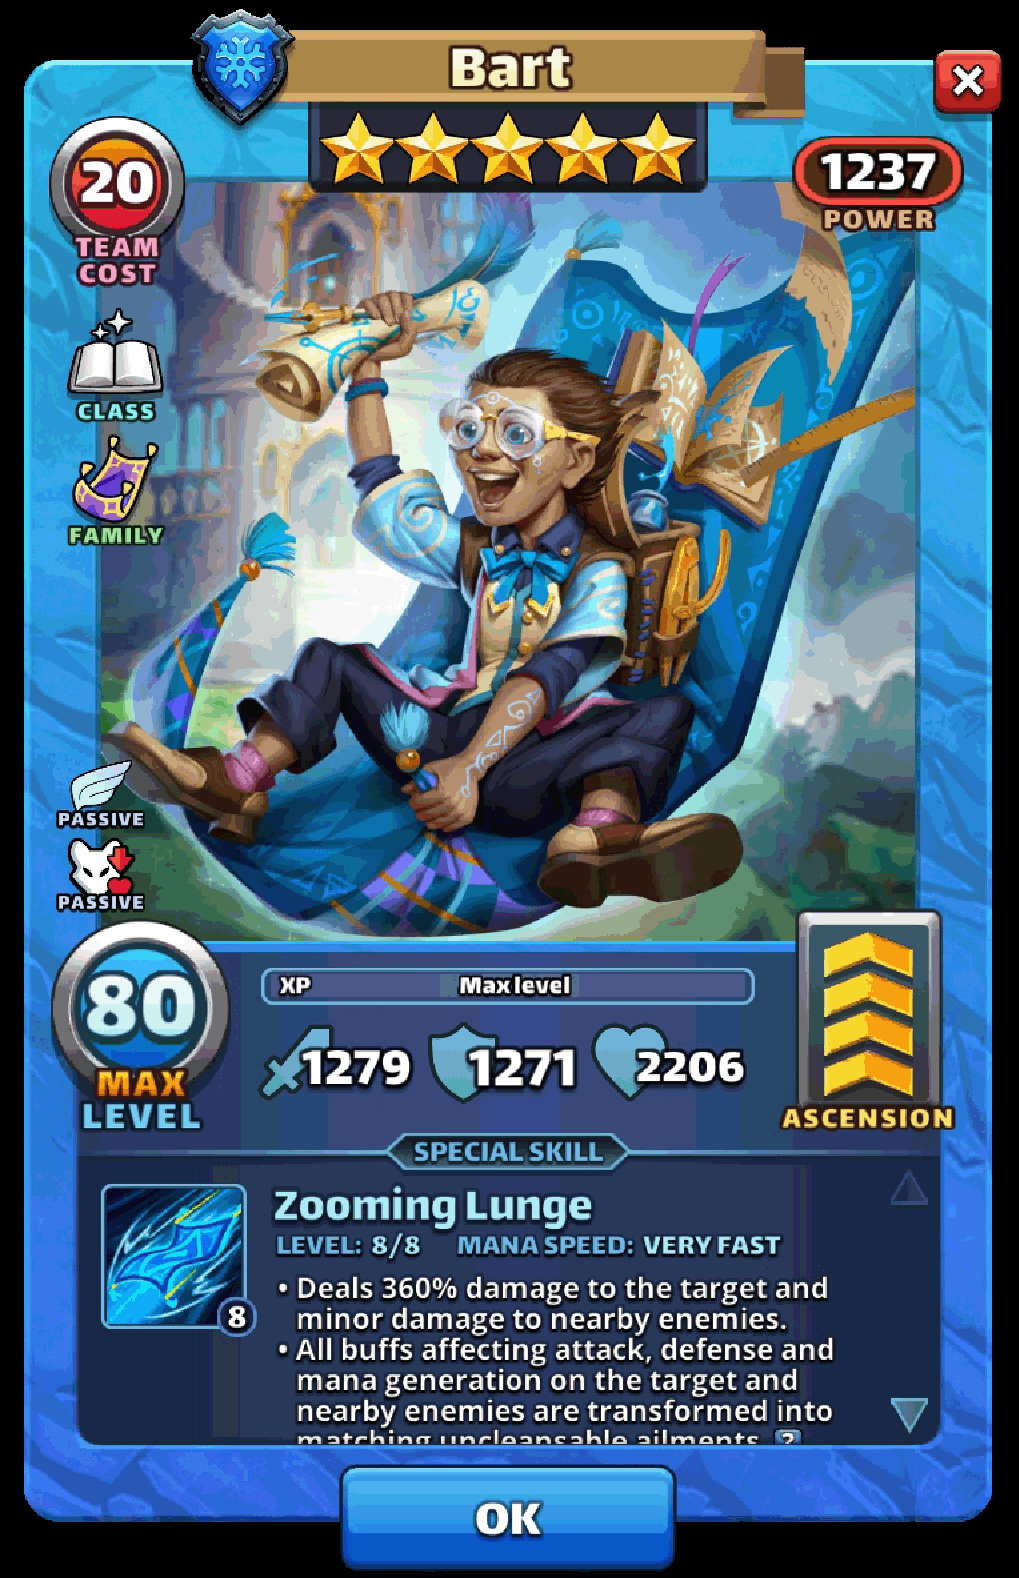 Bart
20
TEAM
COST
1237
POWER
CLASS
FAMILY
PASSIVE
PASSIVE
80
MAX
LEVEL
XP Max level
1279 1271 2206
ASCENSION
SPECIAL SKILL
Zooming Lunge
LEVEL: 8/8 MANA SPEED: VERY FAST
8
• Deals 360% damage to the target and
minor damage to nearby enemies.
• All buffs affecting attack, defense and
mana generation on the target and
nearby enemies are transformed into
matching uncleansable ailments. ?
OK